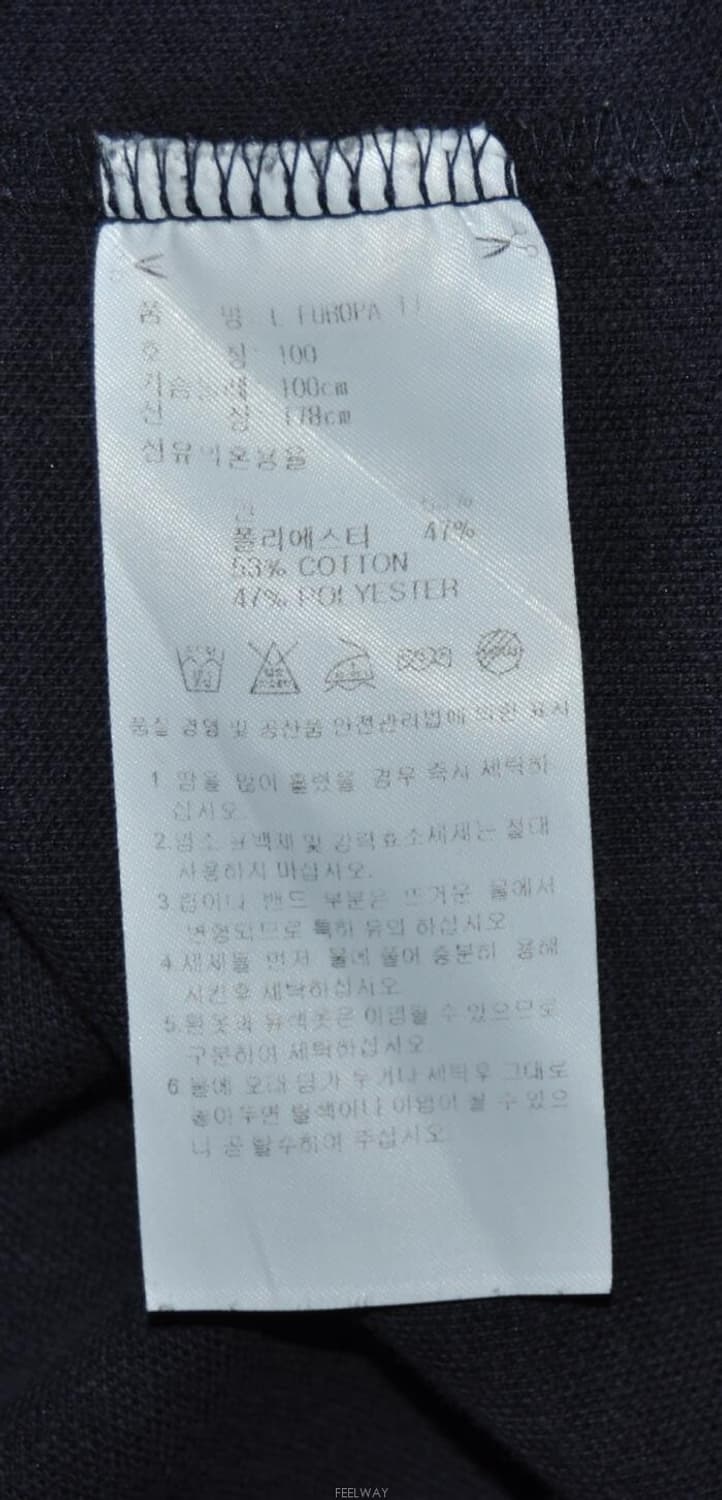 품 명 L EUROPA TI
호 칭 100
가슴둘레 100cm
신 장 178cm
섬유의혼용율
면 53%
폴리에스터 47%
53% COTTON
47% POLYESTER
품질 경영 및 공산품 안전관리법에 의한 표시
1 땀을 많이 흘렸을 경우 즉시 세탁하
십시오.
2.염소 표백제 및 강력효소세제는 절대
사용하지 마십시오.
3.립이나 밴드 부분은 뜨거운 물에서
변형되므로 특히 유의 하십시오
4.세제를 먼저 물에 풀어 충분히 용해
시킨후 세탁하십시오
5.흰옷과 유색옷은 이염될 수 있으므로
구분하여 세탁하십시오
6 물에 오래 담가 두거나 세탁후 그대로
놓아두면 탈색이나 이염이 될 수 있으
니 곧 탈수하여 주십시오.
FEELWAY